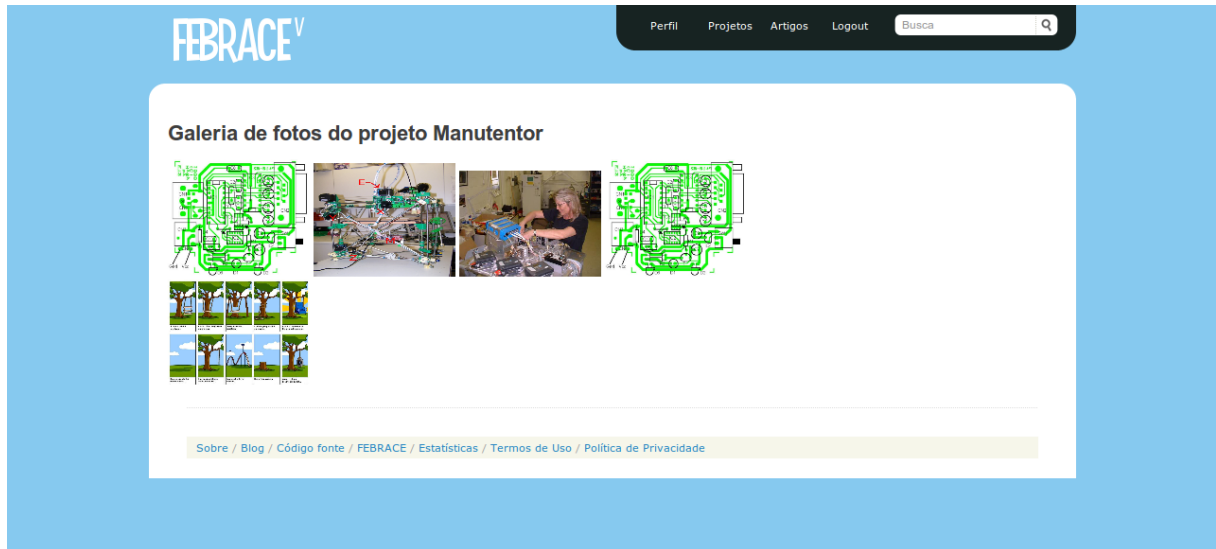 FEBRACE V
Perfil Projetos Artigos Logout Busca
Galeria de fotos do projeto Manutentor
Sobre / Blog / Código fonte / FEBRACE / Estatísticas / Termos de Uso / Política de Privacidade